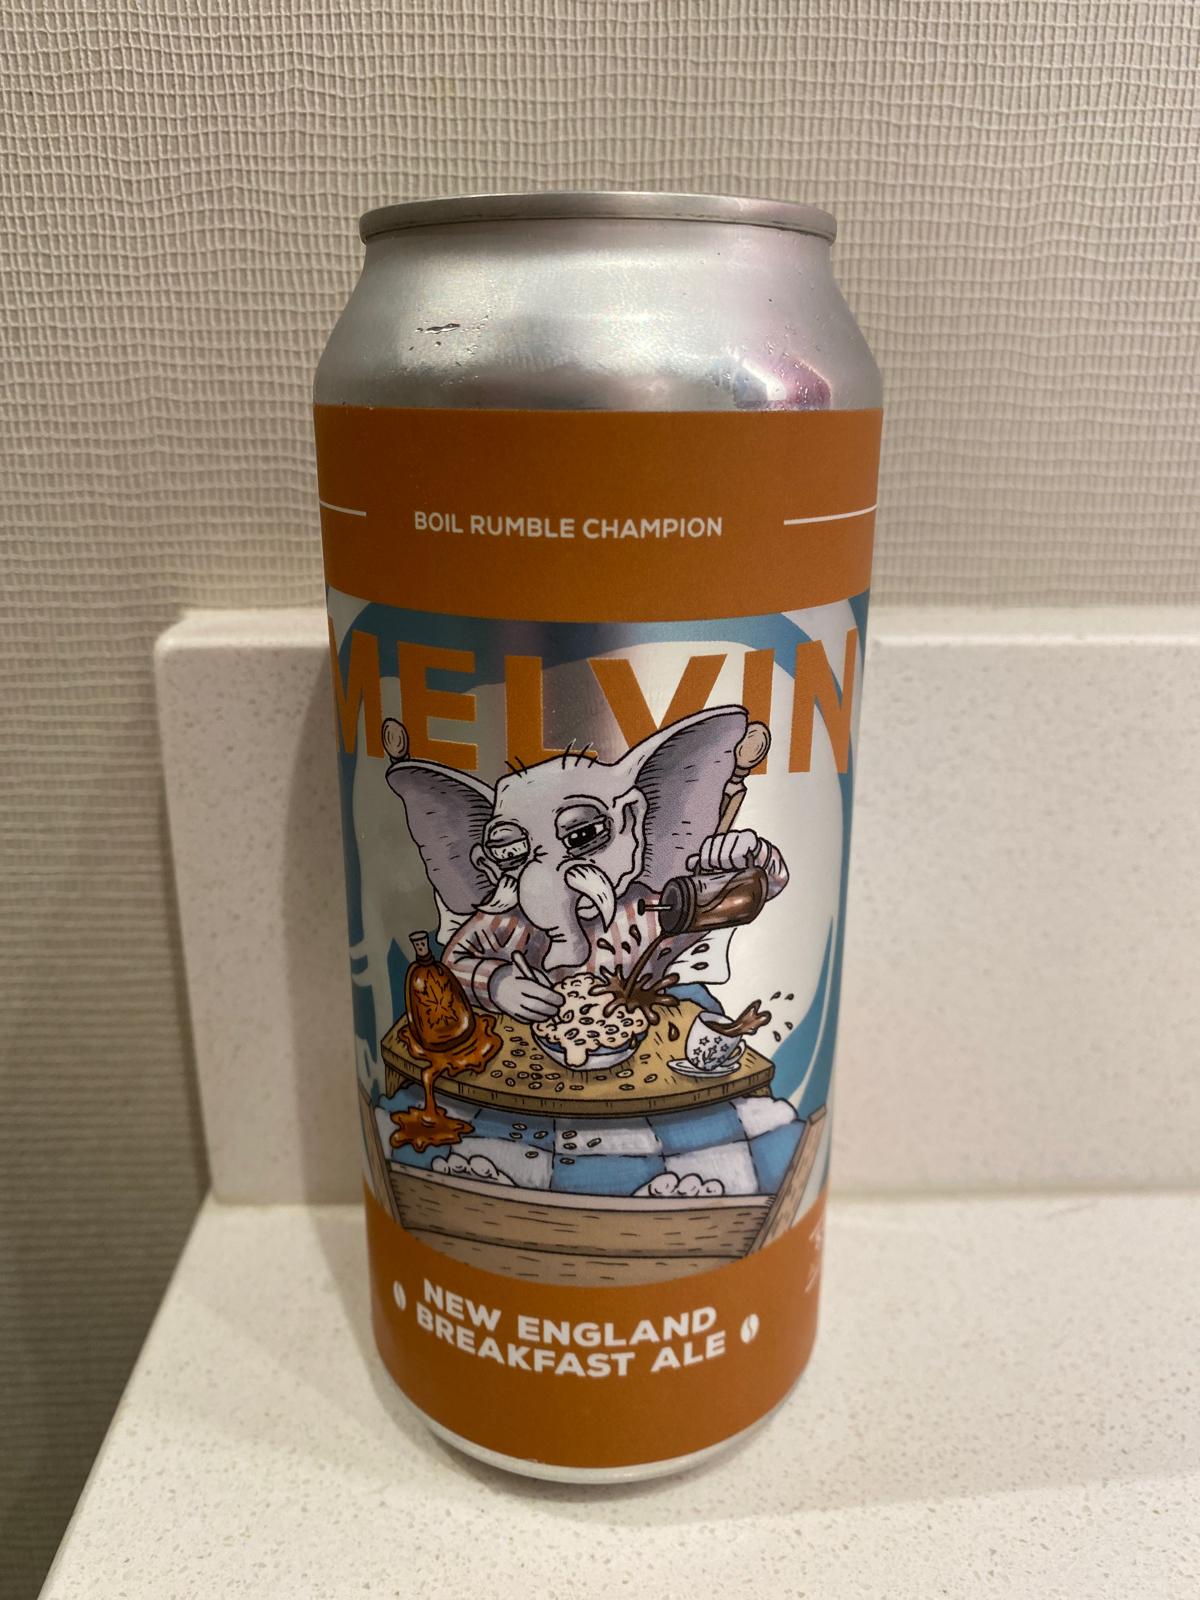 BOIL RUMBLE CHAMPION
MELVIN
NEW ENGLAND
BREAKFAST ALE